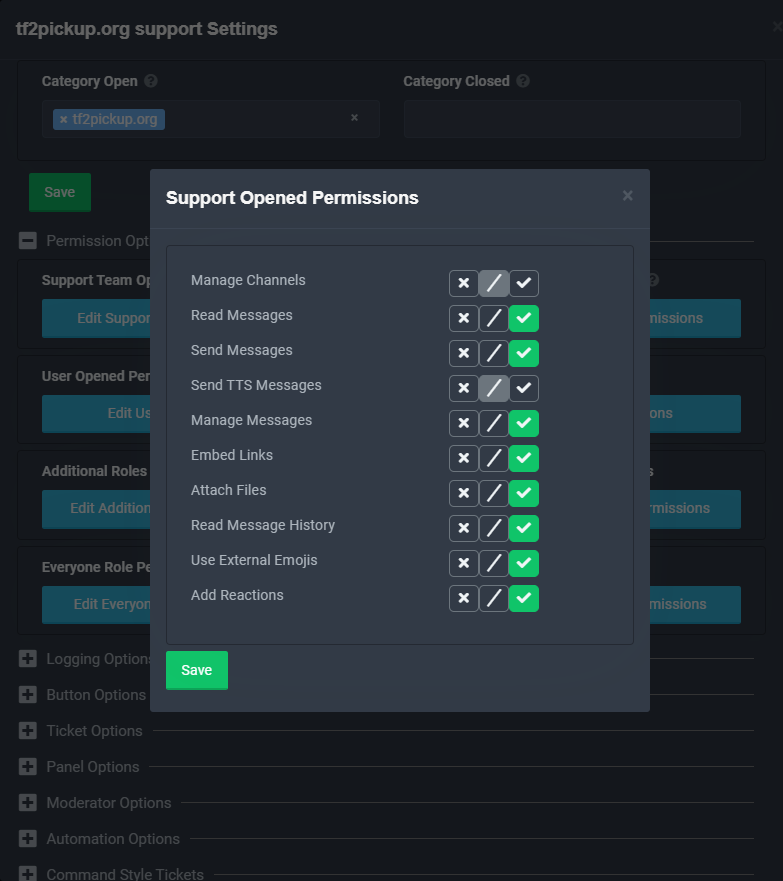 tf2pickup.org support Settings
Category Open
Category Closed
× tf2pickup.org ×
Save
Support Opened Permissions ×
Permission Opti
Support Team Op
Edit Suppor
missions
User Opened Per
Edit Us
ons
Additional Roles
s
Edit Addition
rmissions
Everyone Role Pe
Edit Everyon
missions
Manage Channels
Read Messages
Send Messages
Send TTS Messages
Manage Messages
Embed Links
Attach Files
Read Message History
Use External Emojis
Add Reactions
Save
Logging Options
Button Options
Ticket Options
Panel Options
Moderator Options
Automation Options
Command Style Tickets